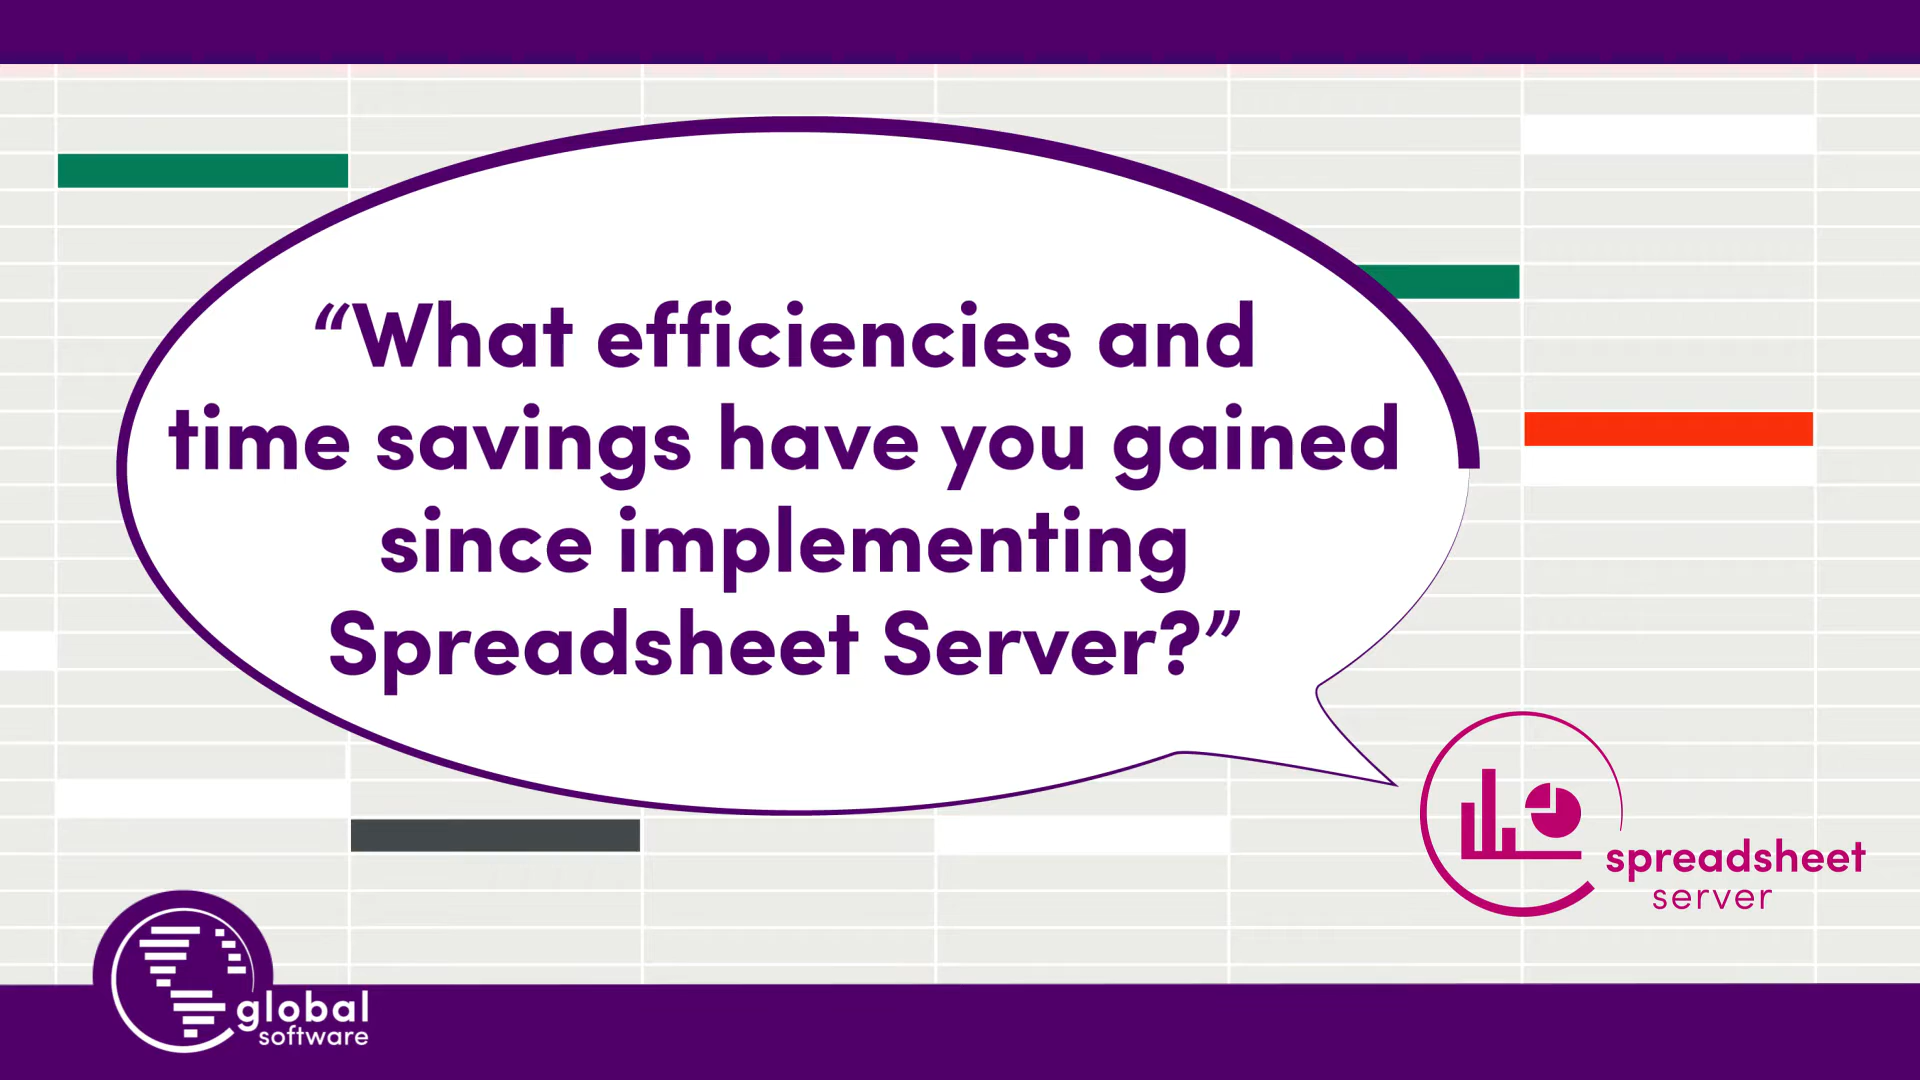 “What efficiencies and
time savings have you gained
since implementing
Spreadsheet Server?”
spreadsheet
server
global
software